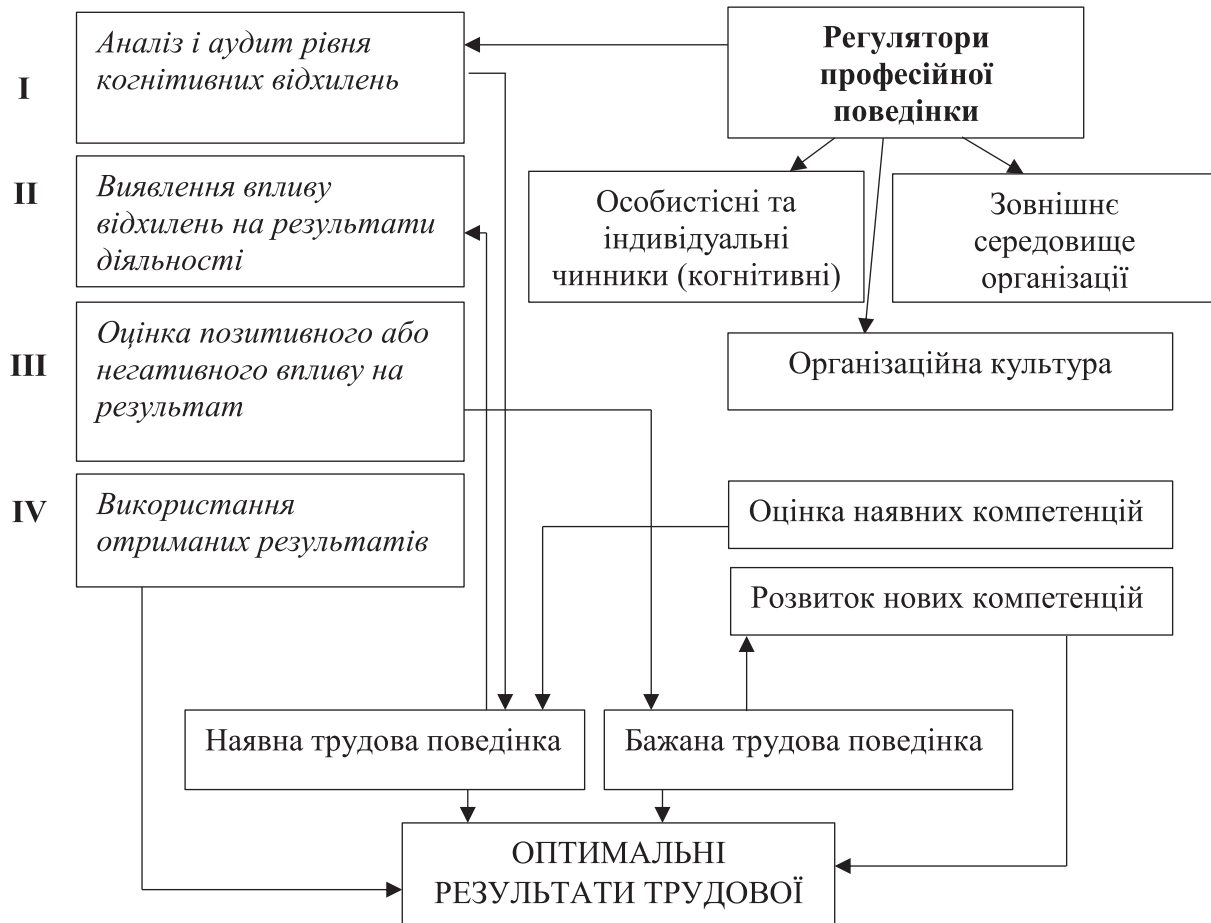 I
Аналіз і аудит рівня
когнітивних відхилень
Регулятори
професійної
поведінки
II
Виявлення впливу
відхилень на результати
діяльності
Особистісні та
індивідуальні
чинники (когнітивні)
Зовнішнє
середовище
організації
III
Оцінка позитивного або
негативного впливу на
результат
Організаційна культура
IV
Використання
отриманих результатів
Оцінка наявних компетенцій
Розвиток нових компетенцій
Наявна трудова поведінка
Бажана трудова поведінка
ОПТИМАЛЬНІ
РЕЗУЛЬТАТИ ТРУДОВОЇ